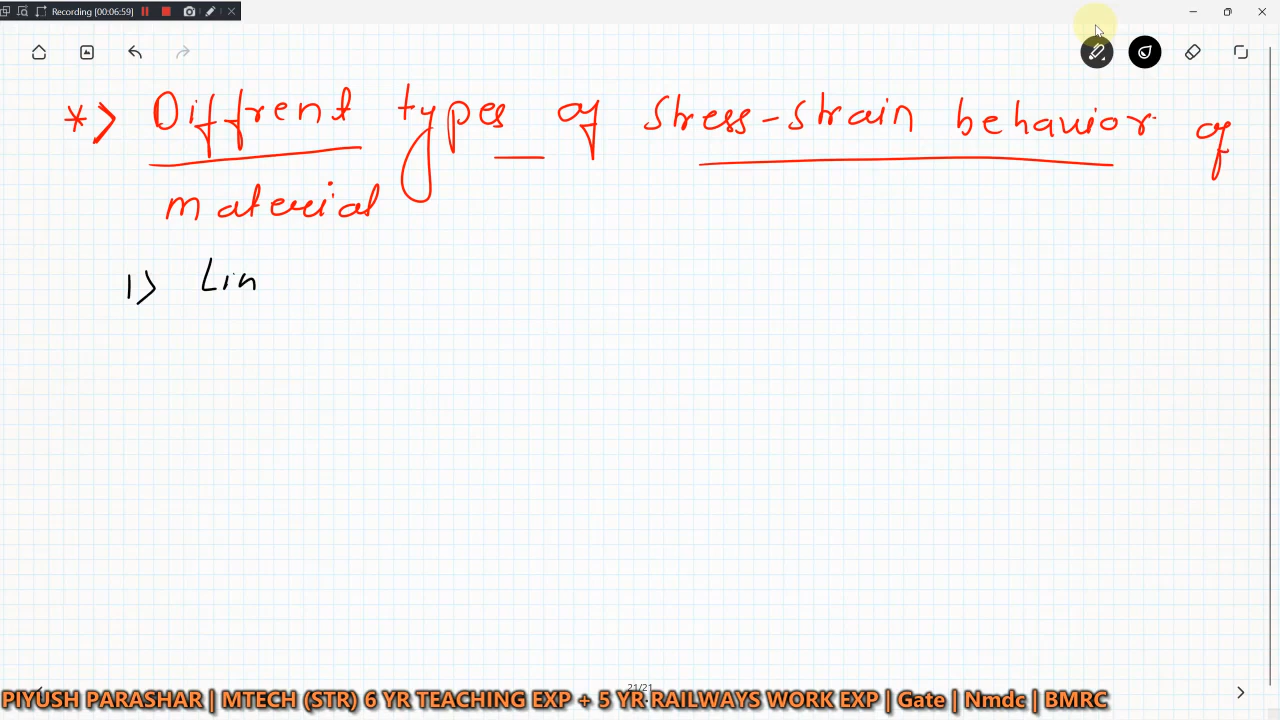 Recording [00:06:59]
*> Diffrent types of stress-strain behavior of
material
1> Lin
21/21
PIYUSH PARASHAR | MTECH (STR) 6 YR TEACHING EXP + 5 YR RAILWAYS WORK EXP | Gate | Nmdc | BMRC